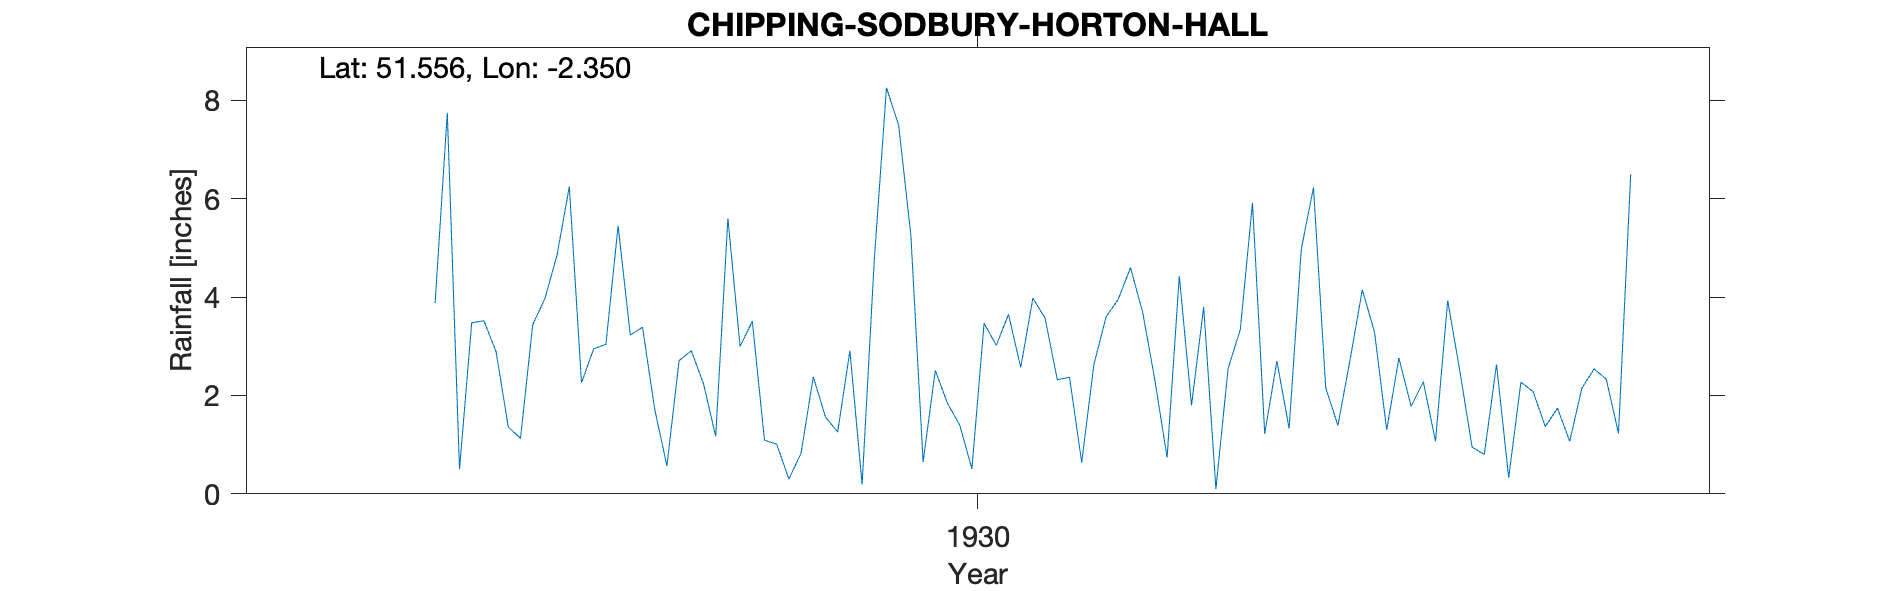 CHIPPING-SODBURY-HORTON-HALL
Lat: 51.556, Lon: -2.350
8
6
4
2
0
Rainfall [inches]
1930
Year